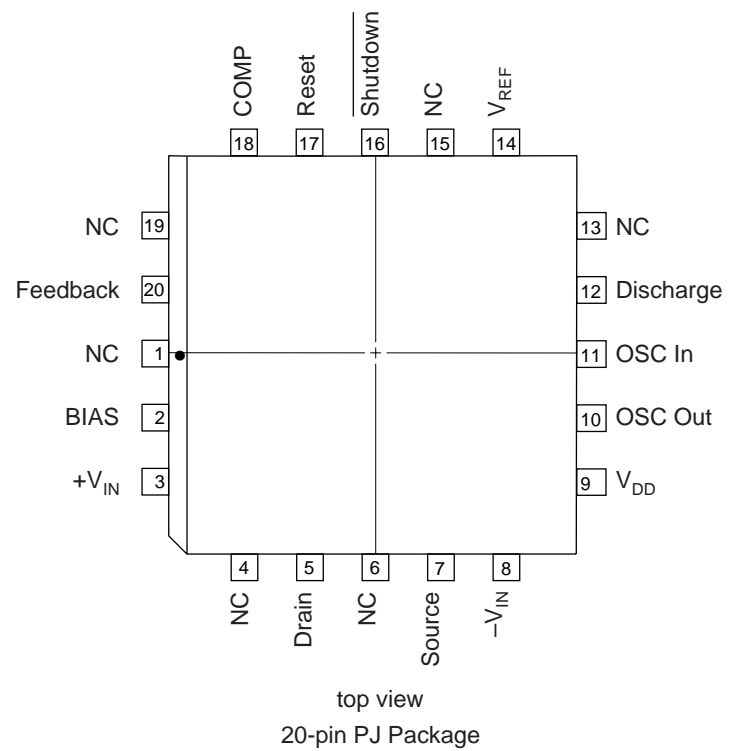 COMP
Reset
Shutdown
NC
VREF
18
17
16
15
14
NC 19
13 NC
Feedback 20
12 Discharge
NC 1
11 OSC In
BIAS 2
10 OSC Out
+VIN 3
9 VDD
4
5
6
7
8
NC
Drain
NC
Source
–VIN
top view
20-pin PJ Package